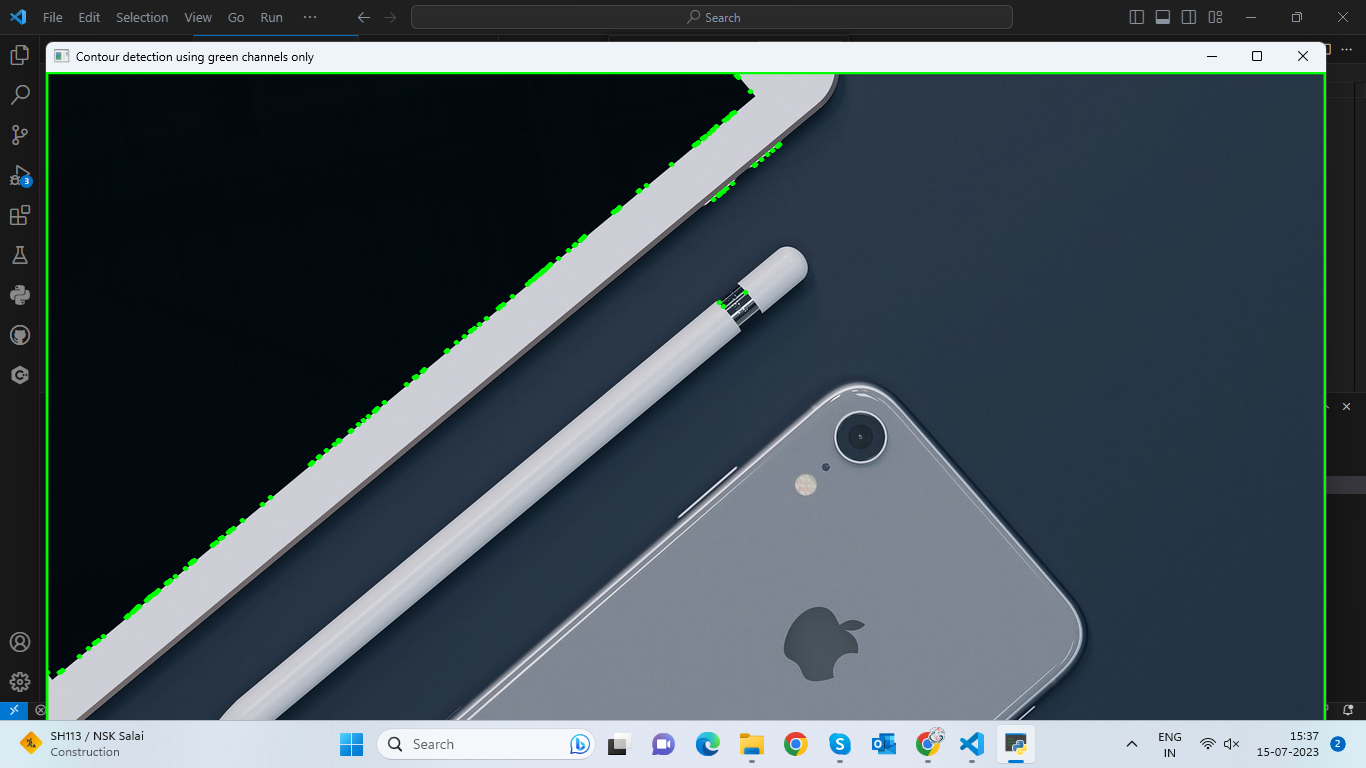 File Edit Selection View Go Run ··· Search
Contour detection using green channels only
3
SH113 / NSK Salai
Construction
Search
ENG
IN
15:37
15-07-2023
2